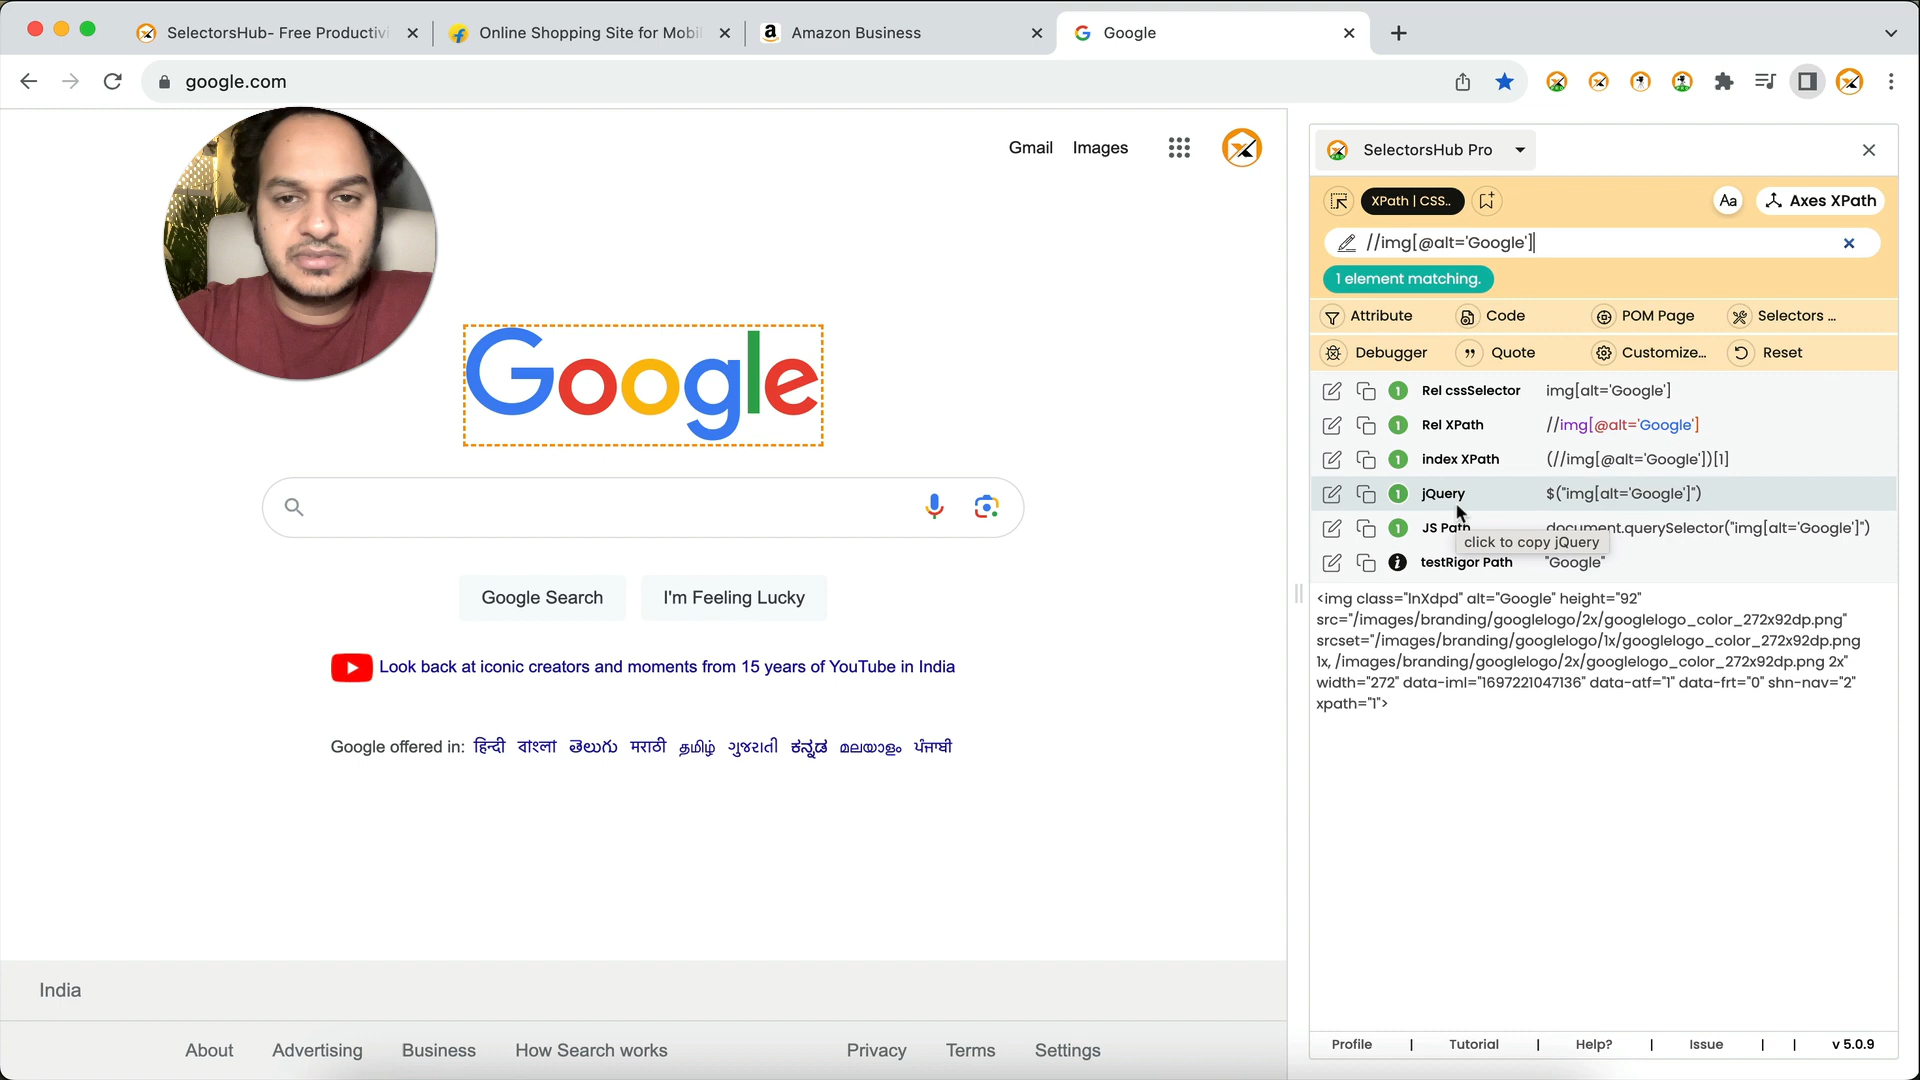 SelectorsHub- Free Productivi
Online Shopping Site for Mobil
Amazon Business
Google
google.com
Gmail
Images
Google
Google Search
I'm Feeling Lucky
Look back at iconic creators and moments from 15 years of YouTube in India
Google offered in: हिन्दी বাংলা తెలుగు मराठी தமிழ் ગુજરાતી ಕನ್ನಡ മലയാളം ਪੰਜਾਬੀ
India
About
Advertising
Business
How Search works
Privacy
Terms
Settings
SelectorsHub Pro
XPath | CSS..
Aa
Axes XPath
//img[@alt='Google']
1 element matching.
Attribute
Code
POM Page
Selectors ...
Debugger
Quote
Customize...
Reset
1 Rel cssSelector img[alt='Google']
1 Rel XPath //img[@alt='Google']
1 index XPath (//img[@alt='Google'])[1]
1 jQuery $("img[alt='Google']")
1 JS Path document.querySelector("img[alt='Google']")
click to copy jQuery
testRigor Path "Google"
<img class="lnXdpd" alt="Google" height="92"
src="/images/branding/googlelogo/2x/googlelogo_color_272x92dp.png"
srcset="/images/branding/googlelogo/1x/googlelogo_color_272x92dp.png
1x, /images/branding/googlelogo/2x/googlelogo_color_272x92dp.png 2x"
width="272" data-iml="1697221047136" data-atf="1" data-frt="0" shn-nav="2"
xpath="1">
Profile | Tutorial | Help? | Issue | | v 5.0.9